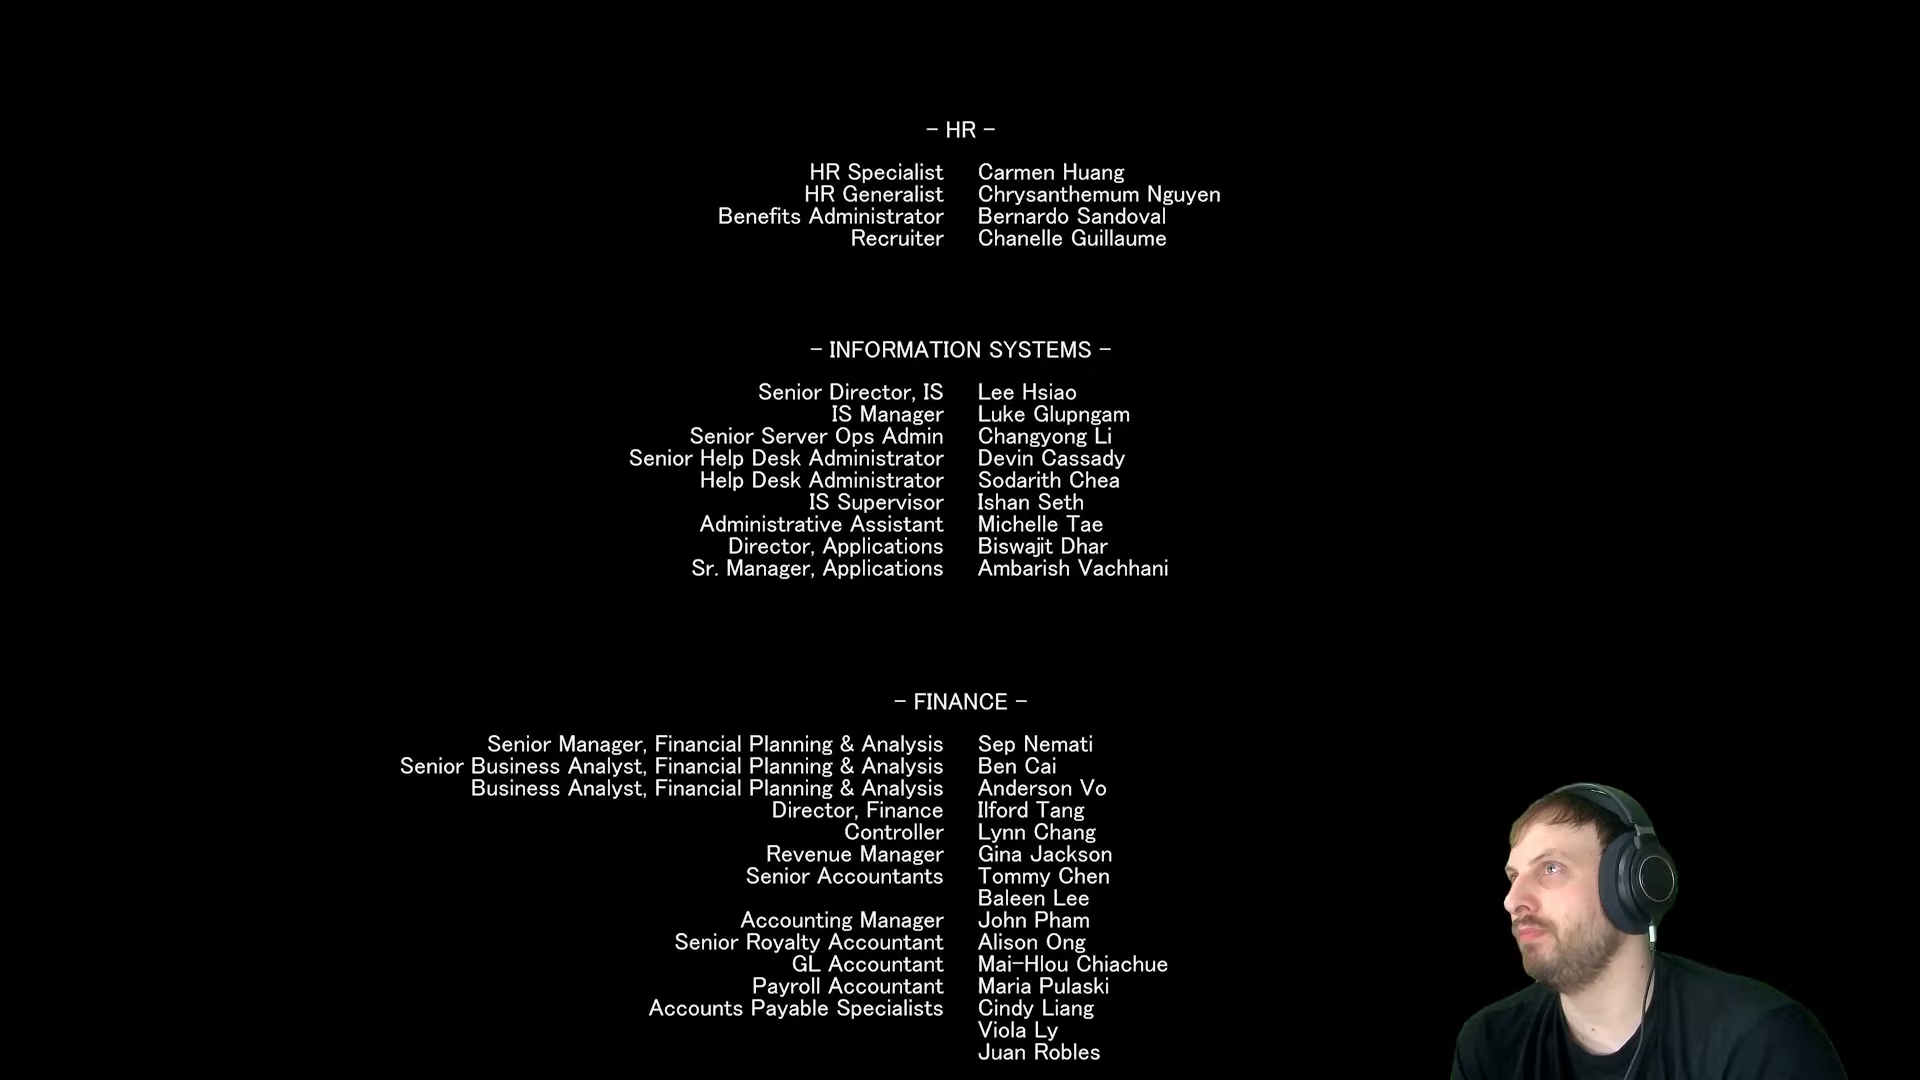 - HR -
HR Specialist Carmen Huang
HR Generalist Chrysanthemum Nguyen
Benefits Administrator Bernardo Sandoval
Recruiter Chanelle Guillaume
- INFORMATION SYSTEMS -
Senior Director, IS Lee Hsiao
IS Manager Luke Glupngam
Senior Server Ops Admin Changyong Li
Senior Help Desk Administrator Devin Cassady
Help Desk Administrator Sodarith Chea
IS Supervisor Ishan Seth
Administrative Assistant Michelle Tae
Director, Applications Biswajit Dhar
Sr. Manager, Applications Ambarish Vachhani
- FINANCE -
Senior Manager, Financial Planning & Analysis Sep Nemati
Senior Business Analyst, Financial Planning & Analysis Ben Cai
Business Analyst, Financial Planning & Analysis Anderson Vo
Director, Finance Ilford Tang
Controller Lynn Chang
Revenue Manager Gina Jackson
Senior Accountants Tommy Chen
Baleen Lee
Accounting Manager John Pham
Senior Royalty Accountant Alison Ong
GL Accountant Mai-Hlou Chiachue
Payroll Accountant Maria Pulaski
Accounts Payable Specialists Cindy Liang
Viola Ly
Juan Robles